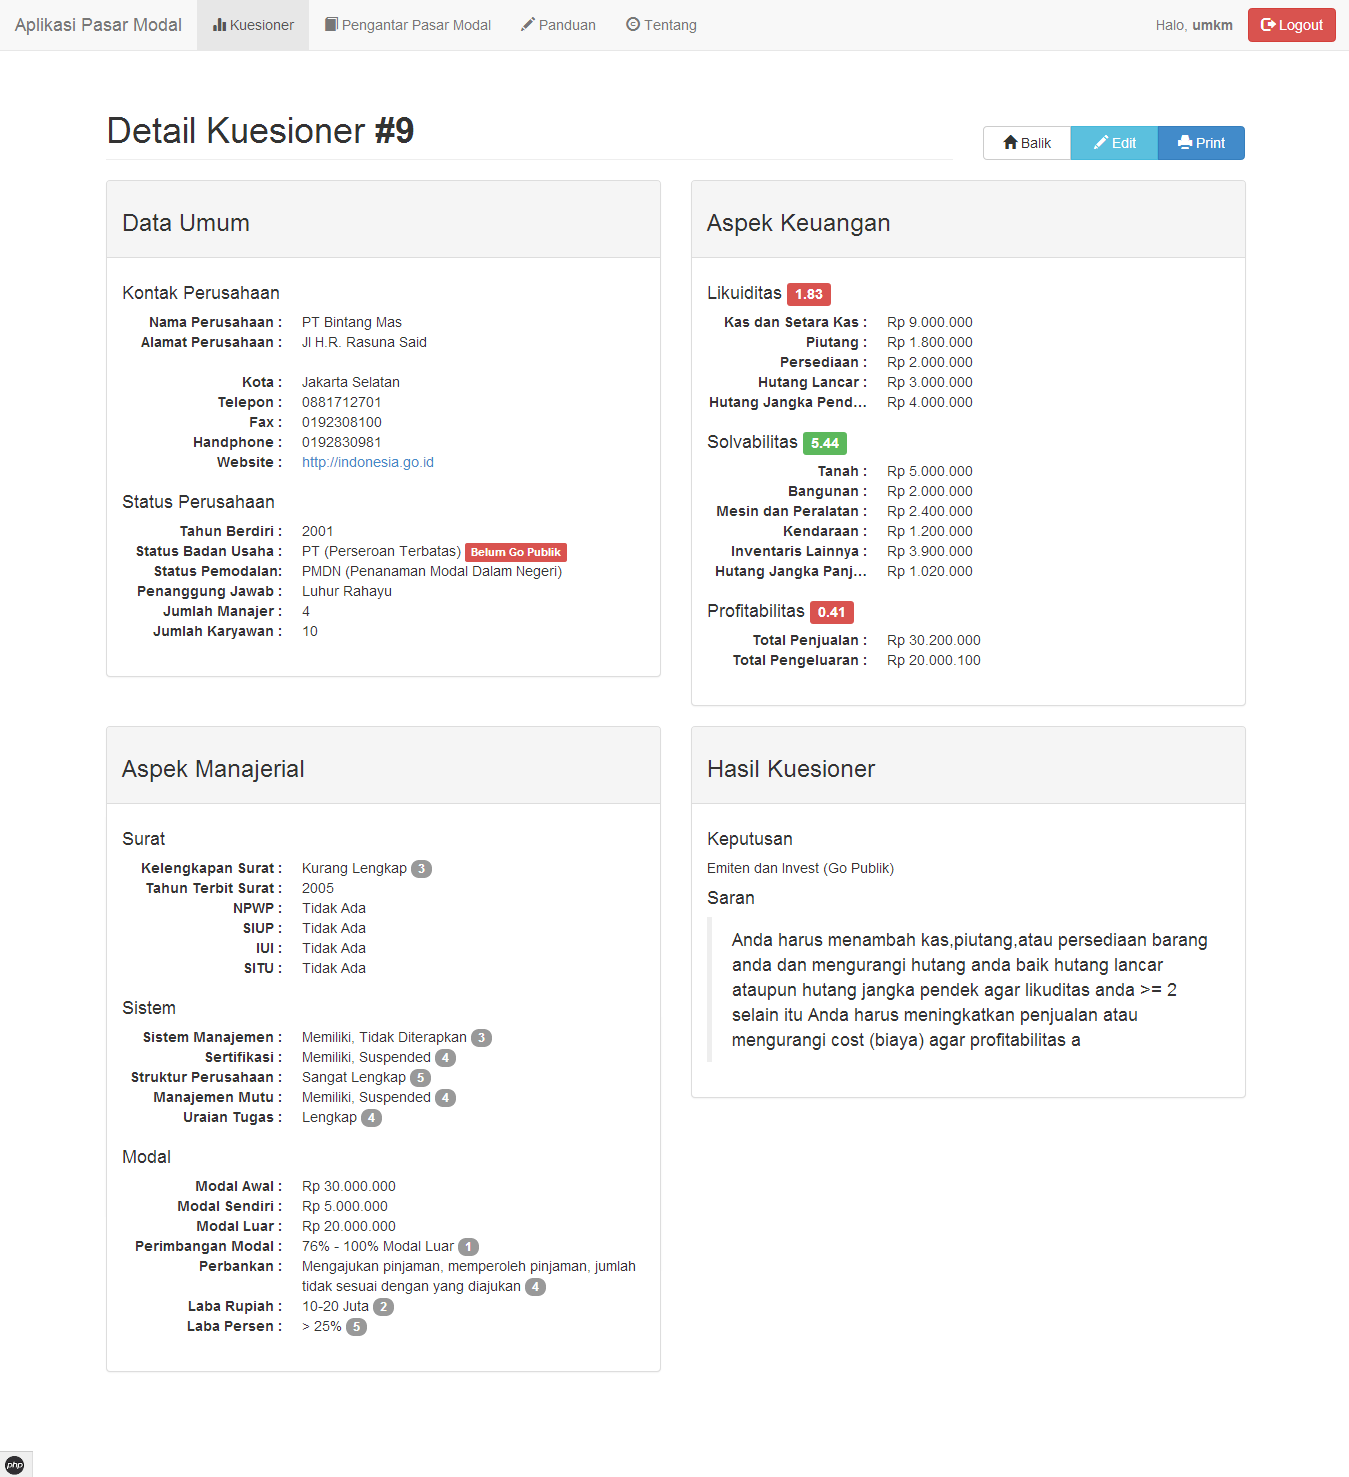 Aplikasi Pasar Modal Kuesioner Pengantar Pasar Modal Panduan Tentang Halo, umkm Logout
Detail Kuesioner #9
Balik Edit Print
Data Umum
Kontak Perusahaan
Nama Perusahaan : PT Bintang Mas
Alamat Perusahaan : Jl H.R. Rasuna Said
Kota : Jakarta Selatan
Telepon : 0881712701
Fax : 0192308100
Handphone : 0192830981
Website : http://indonesia.go.id
Status Perusahaan
Tahun Berdiri : 2001
Status Badan Usaha : PT (Perseroan Terbatas) Belum Go Publik
Status Pemodalan: PMDN (Penanaman Modal Dalam Negeri)
Penanggung Jawab : Luhur Rahayu
Jumlah Manajer : 4
Jumlah Karyawan : 10
Aspek Keuangan
Likuiditas 1.83
Kas dan Setara Kas : Rp 9.000.000
Piutang : Rp 1.800.000
Persediaan : Rp 2.000.000
Hutang Lancar : Rp 3.000.000
Hutang Jangka Pend... Rp 4.000.000
Solvabilitas 5.44
Tanah : Rp 5.000.000
Bangunan : Rp 2.000.000
Mesin dan Peralatan : Rp 2.400.000
Kendaraan : Rp 1.200.000
Inventaris Lainnya : Rp 3.900.000
Hutang Jangka Panj... Rp 1.020.000
Profitabilitas 0.41
Total Penjualan : Rp 30.200.000
Total Pengeluaran : Rp 20.000.100
Aspek Manajerial
Surat
Kelengkapan Surat : Kurang Lengkap 3
Tahun Terbit Surat : 2005
NPWP : Tidak Ada
SIUP : Tidak Ada
IUI : Tidak Ada
SITU : Tidak Ada
Sistem
Sistem Manajemen : Memiliki, Tidak Diterapkan 3
Sertifikasi : Memiliki, Suspended 4
Struktur Perusahaan : Sangat Lengkap 5
Manajemen Mutu : Memiliki, Suspended 4
Uraian Tugas : Lengkap 4
Modal
Modal Awal : Rp 30.000.000
Modal Sendiri : Rp 5.000.000
Modal Luar : Rp 20.000.000
Perimbangan Modal : 76% - 100% Modal Luar 1
Perbankan : Mengajukan pinjaman, memperoleh pinjaman, jumlah
tidak sesuai dengan yang diajukan 4
Laba Rupiah : 10-20 Juta 2
Laba Persen : > 25% 5
Hasil Kuesioner
Keputusan
Emiten dan Invest (Go Publik)
Saran
Anda harus menambah kas,piutang,atau persediaan barang
anda dan mengurangi hutang anda baik hutang lancar
ataupun hutang jangka pendek agar likuditas anda >= 2
selain itu Anda harus meningkatkan penjualan atau
mengurangi cost (biaya) agar profitabilitas a
php